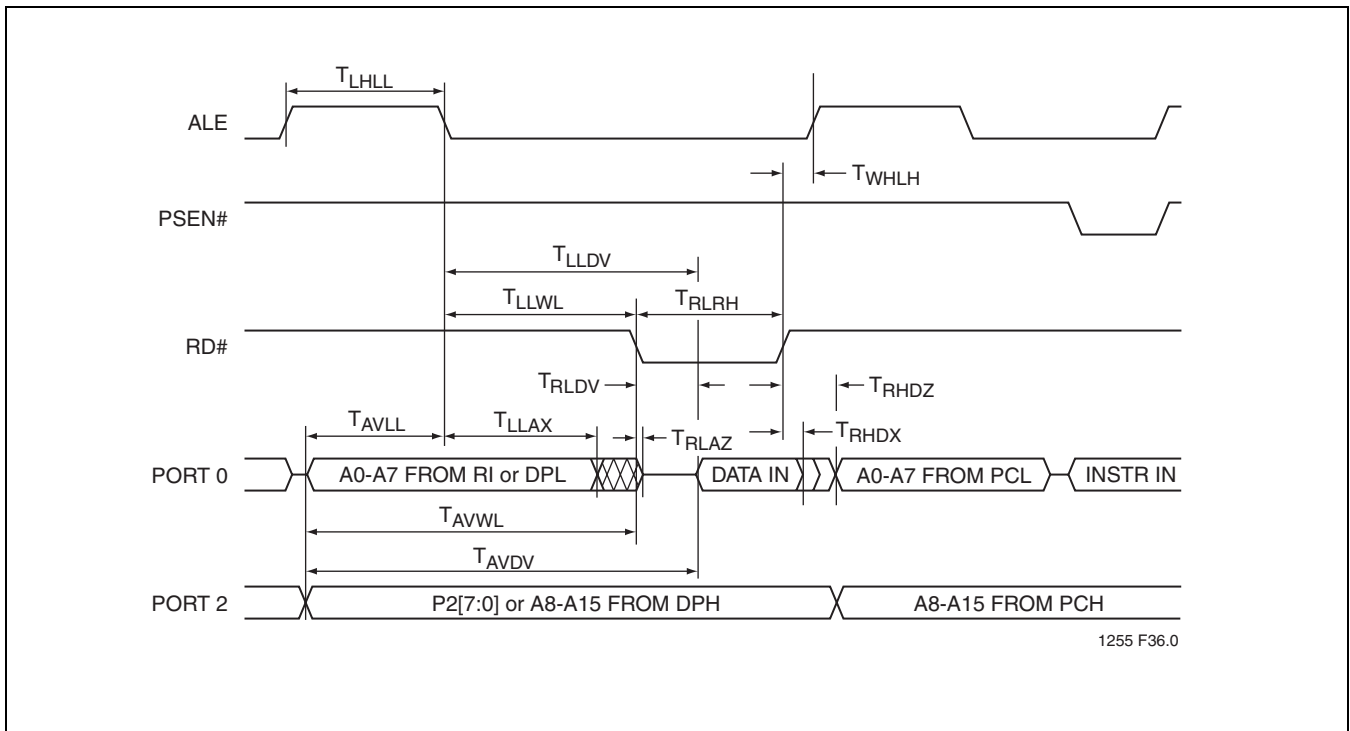 TLHLL
ALE
TWHLH
PSEN#
TLLDV
TLLWL TRLRH
RD#
TRLDV TRHDZ
TAVLL TLLAX TRLAZ TRHDX
PORT 0 A0-A7 FROM RI or DPL DATA IN A0-A7 FROM PCL INSTR IN
TAVWL
TAVDV
PORT 2 P2[7:0] or A8-A15 FROM DPH A8-A15 FROM PCH
1255 F36.0